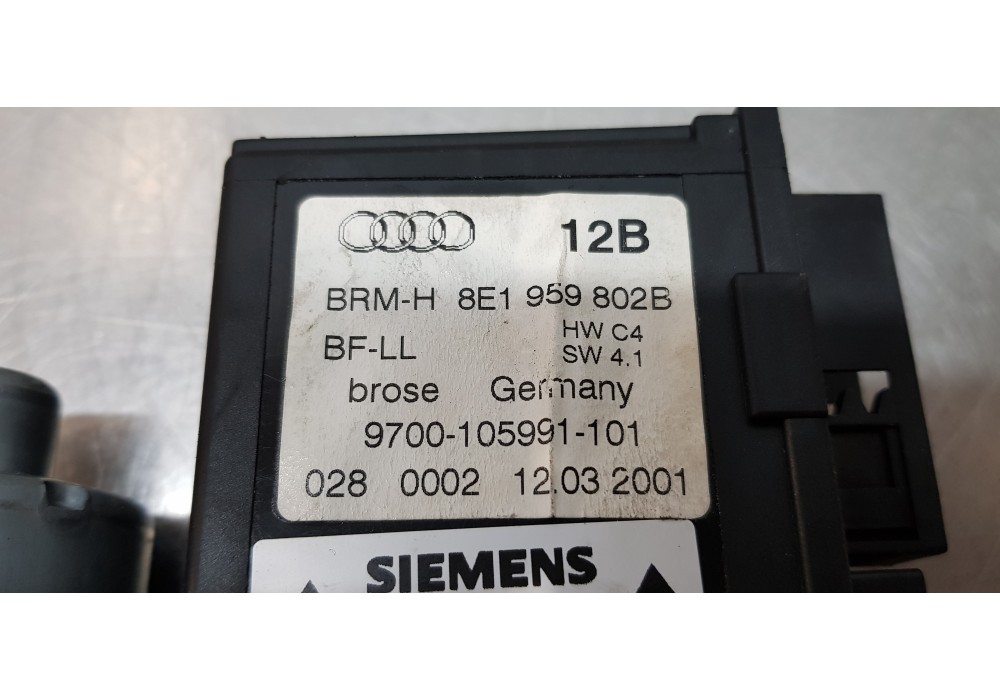 12B
BRM-H 8E1 959 802B
BF-LL
HW C4
SW 4.1
brose Germany
9700-105991-101
028 0002 12.03 2001
SIEMENS